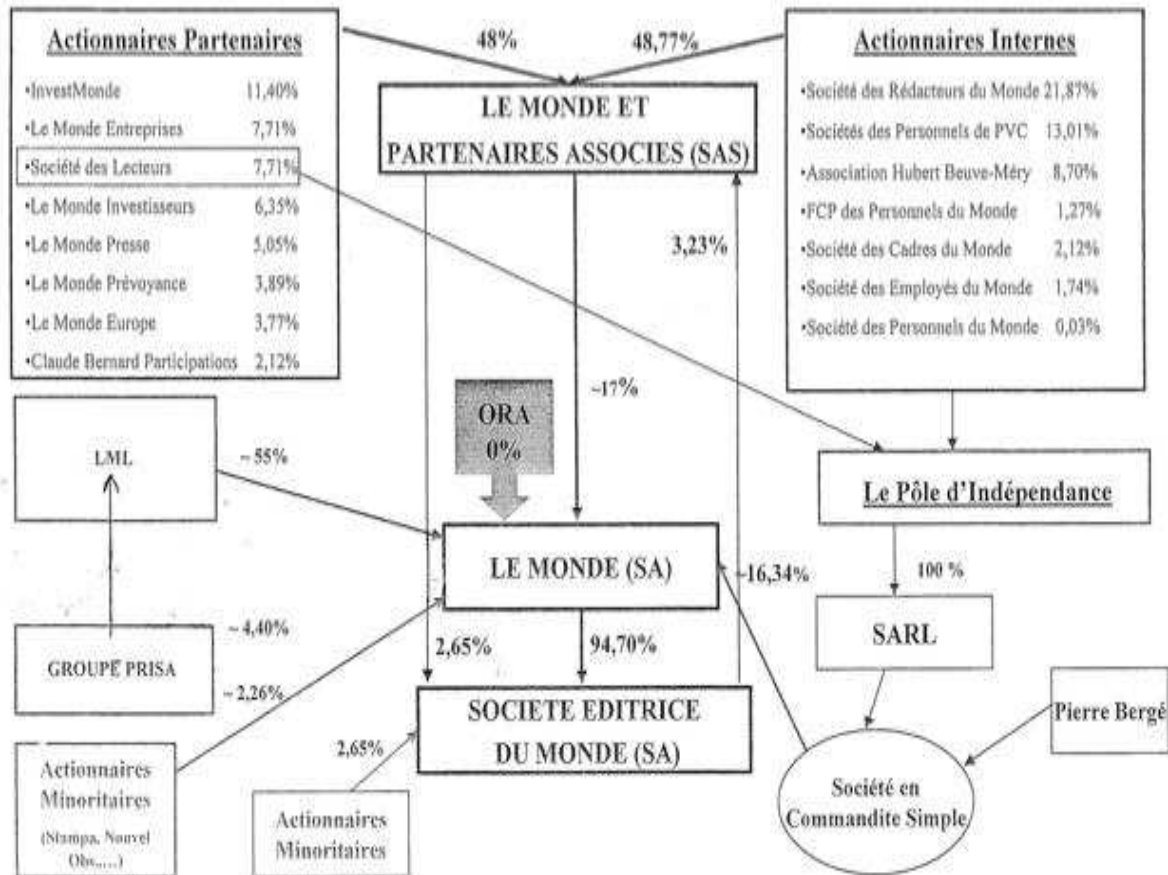 Actionnaires Partenaires
•InvestMonde 11,40%
•Le Monde Entreprises 7,71%
•Société des Lecteurs 7,71%
•Le Monde Investisseurs 6,35%
•Le Monde Presse 5,05%
•Le Monde Prévoyance 3,89%
•Le Monde Europe 3,77%
•Claude Bernard Participations 2,12%
48%
48,77%
LE MONDE ET
PARTENAIRES ASSOCIES (SAS)
Actionnaires Internes
•Société des Rédacteurs du Monde 21,87%
•Sociétés des Personnels de PVC 13,01%
•Association Hubert Beuve-Méry 8,70%
•FCP des Personnels du Monde 1,27%
•Société des Cadres du Monde 2,12%
•Société des Employés du Monde 1,74%
•Société des Personnels du Monde 0,03%
3,23%
~17%
ORA
0%
LML
~ 55%
Le Pôle d'Indépendance
100 %
LE MONDE (SA)
~16,34%
SARL
GROUPE PRISA
~ 4,40%
~ 2,26%
2,65%
94,70%
SOCIETE EDITRICE
DU MONDE (SA)
Pierre Bergé
2,65%
Actionnaires
Minoritaires
(Stampa, Nouvel
Obs,…)
Actionnaires
Minoritaires
Société en
Commandite Simple